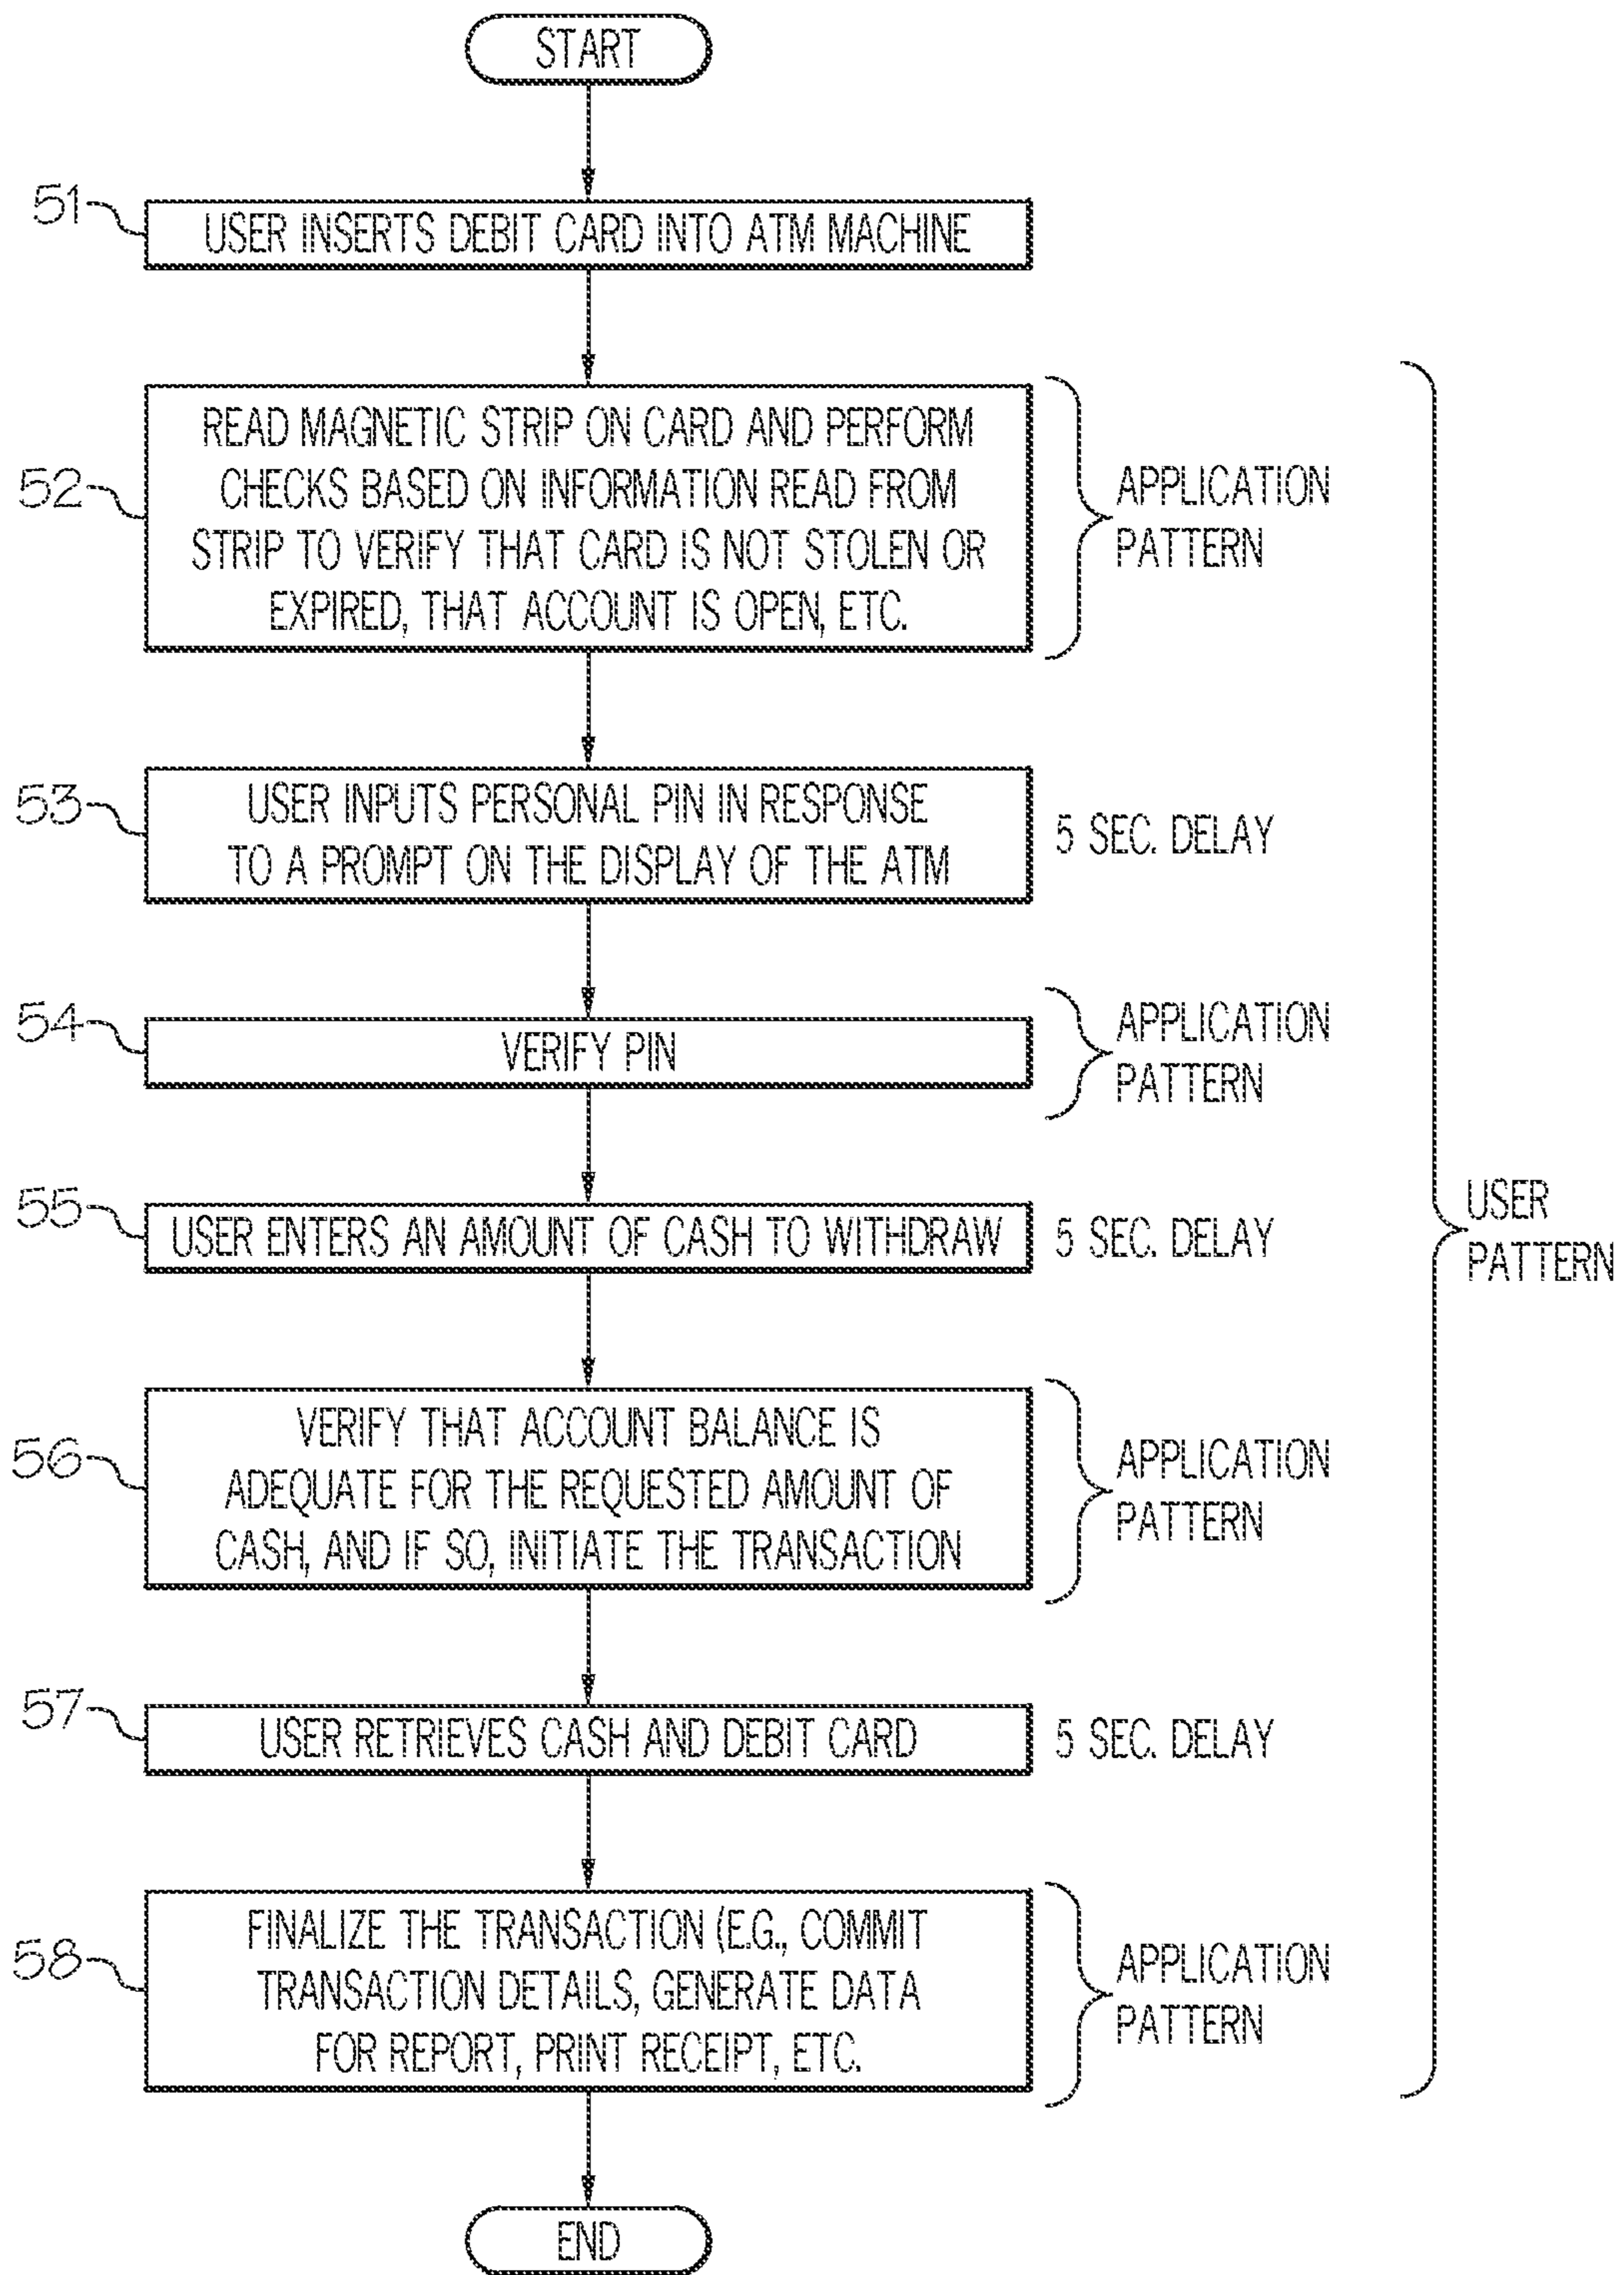 START
51
USER INSERTS DEBIT CARD INTO ATM MACHINE
52
READ MAGNETIC STRIP ON CARD AND PERFORM
CHECKS BASED ON INFORMATION READ FROM
STRIP TO VERIFY THAT CARD IS NOT STOLEN OR
EXPIRED, THAT ACCOUNT IS OPEN, ETC.
APPLICATION
PATTERN
53
USER INPUTS PERSONAL PIN IN RESPONSE
TO A PROMPT ON THE DISPLAY OF THE ATM
5 SEC. DELAY
54
VERIFY PIN
APPLICATION
PATTERN
55
USER ENTERS AN AMOUNT OF CASH TO WITHDRAW
5 SEC. DELAY
USER
PATTERN
56
VERIFY THAT ACCOUNT BALANCE IS
ADEQUATE FOR THE REQUESTED AMOUNT OF
CASH, AND IF SO, INITIATE THE TRANSACTION
APPLICATION
PATTERN
57
USER RETRIEVES CASH AND DEBIT CARD
5 SEC. DELAY
58
FINALIZE THE TRANSACTION (E.G., COMMIT
TRANSACTION DETAILS, GENERATE DATA
FOR REPORT, PRINT RECEIPT, ETC.
APPLICATION
PATTERN
END